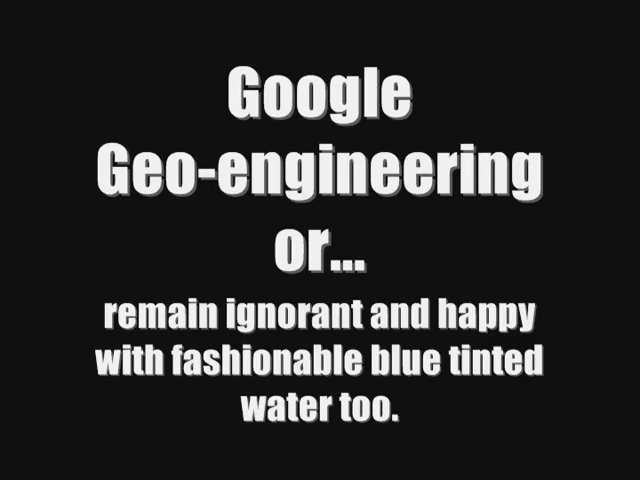 Google
Geo-engineering
or...
remain ignorant and happy
with fashionable blue tinted
water too.